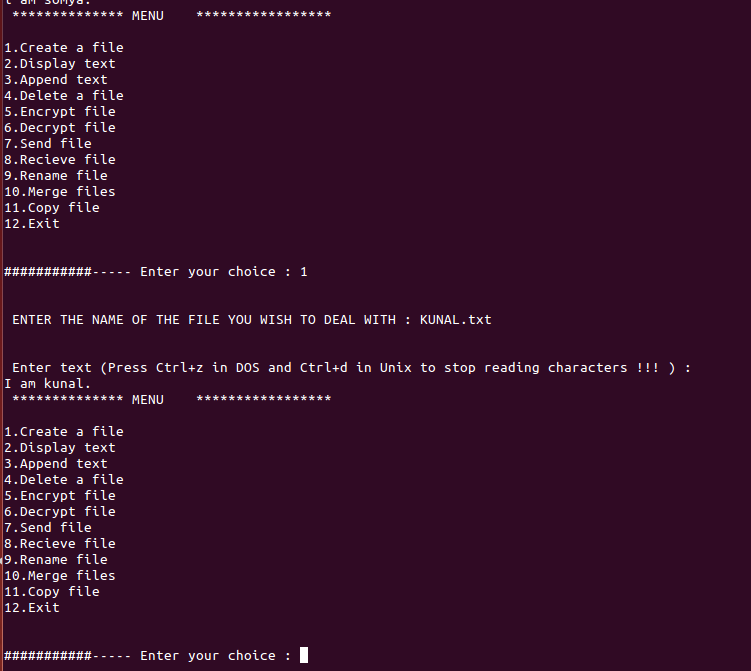 i am somya.
************** MENU    *****************
1.Create a file
2.Display text
3.Append text
4.Delete a file
5.Encrypt file
6.Decrypt file
7.Send file
8.Recieve file
9.Rename file
10.Merge files
11.Copy file
12.Exit
###########----- Enter your choice : 1
ENTER THE NAME OF THE FILE YOU WISH TO DEAL WITH : KUNAL.txt
Enter text (Press Ctrl+z in DOS and Ctrl+d in Unix to stop reading characters !!! ) :
I am kunal.
************** MENU    *****************
1.Create a file
2.Display text
3.Append text
4.Delete a file
5.Encrypt file
6.Decrypt file
7.Send file
8.Recieve file
9.Rename file
10.Merge files
11.Copy file
12.Exit
###########----- Enter your choice :